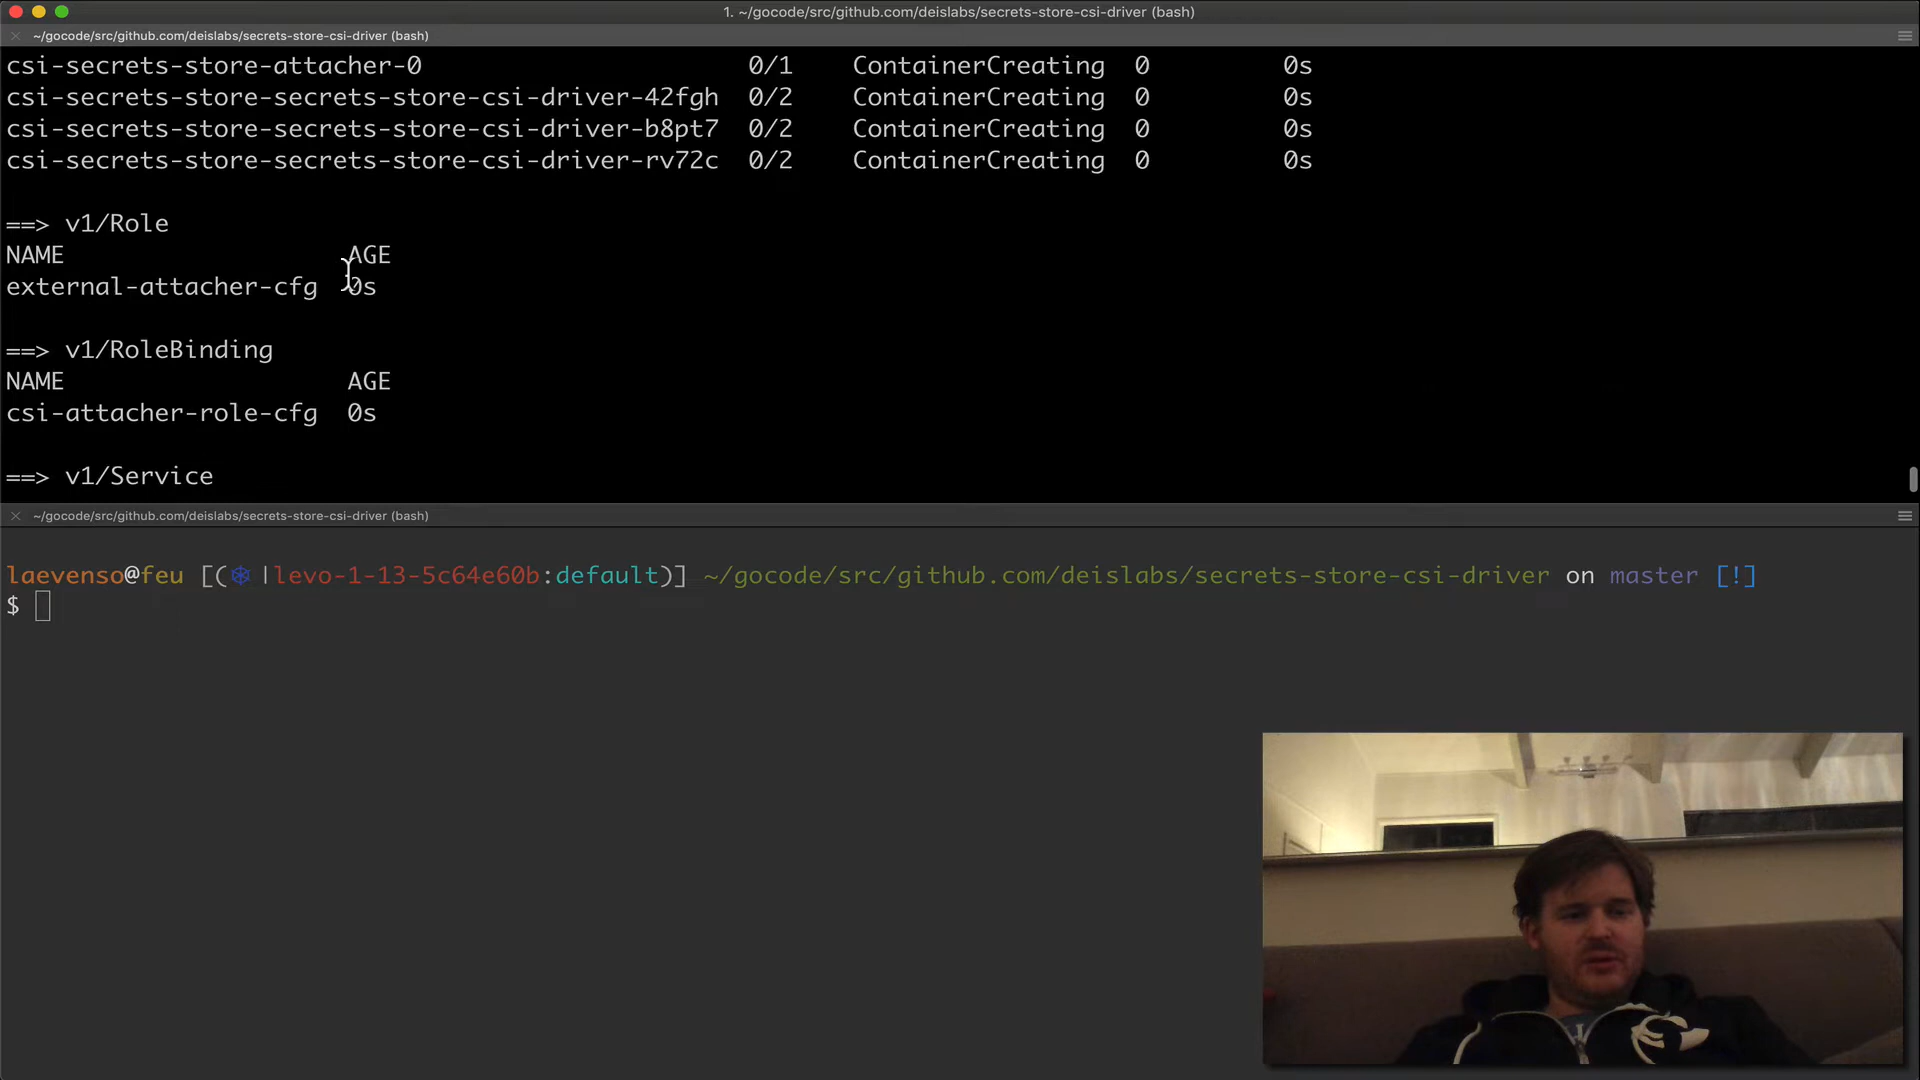 1. ~/gocode/src/github.com/deislabs/secrets-store-csi-driver (bash)
~/gocode/src/github.com/deislabs/secrets-store-csi-driver (bash)
csi-secrets-store-attacher-0 0/1 ContainerCreating 0 0s
csi-secrets-store-secrets-store-csi-driver-42fgh 0/2 ContainerCreating 0 0s
csi-secrets-store-secrets-store-csi-driver-b8pt7 0/2 ContainerCreating 0 0s
csi-secrets-store-secrets-store-csi-driver-rv72c 0/2 ContainerCreating 0 0s
==> v1/Role
NAME AGE
external-attacher-cfg 0s
==> v1/RoleBinding
NAME AGE
csi-attacher-role-cfg 0s
==> v1/Service
~/gocode/src/github.com/deislabs/secrets-store-csi-driver (bash)
laevenso@feu [(⎈ |levo-1-13-5c64e60b:default)] ~/gocode/src/github.com/deislabs/secrets-store-csi-driver on master [!]
$